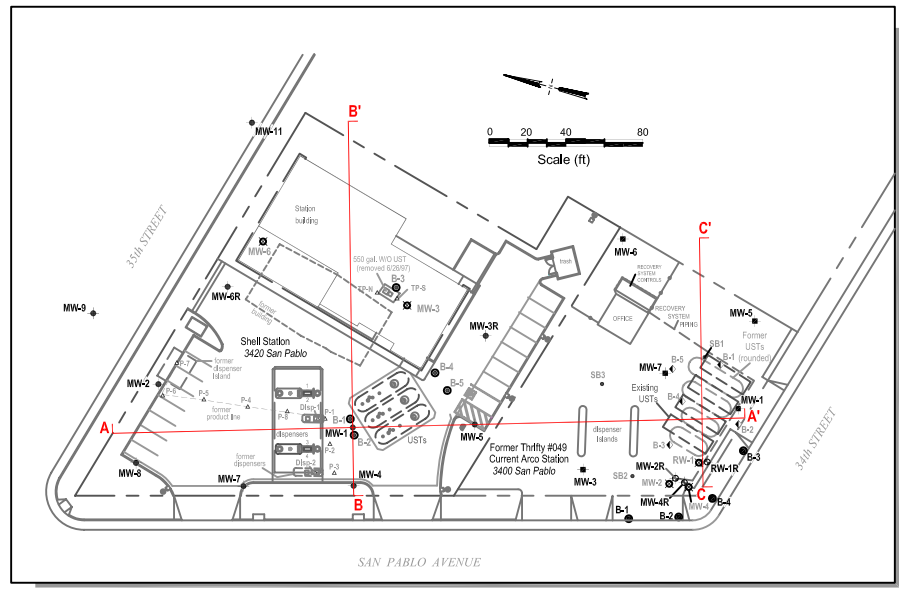 B'
0 20 40 60 80
Scale (ft)
MW-11
35th STREET
Station
building
MW-6
550 gal. W/O UST
(removed 6/26/97)
B-3
TP-N
TP-S
MW-3
trash
C'
MW-6
RECOVERY
SYSTEM
CONTROLS
OFFICE
RECOVERY
SYSTEM
PIPING
MW-9
MW-6R
former
building
Shell Station
3420 San Pablo
MW-3R
MW-5
Former
USTs
(rounded)
P-7
former
dispenser
Island
MW-2
P-6
P-5
P-4
former
product line
P-8
DIsp-1
P-1
B-1
MW-1
B-2
dispensers
P-2
former
dispensers
DIsp-2
P-3
B-4
B-5
USTs
MW-5
SB3
SB1
B-5
B-1
MW-7
Existing
USTs
B-4
MW-1
A'
B-2
A
MW-8
MW-7
MW-4
B
dispenser
Islands
Former Thrifty #049
Current Arco Station
3400 San Pablo
MW-3
SB2
B-3
RW-1
RW-1R
B-3
MW-2R
MW-2
C
MW-4R
MW-4
B-4
B-1
B-2
34th STREET
SAN PABLO AVENUE